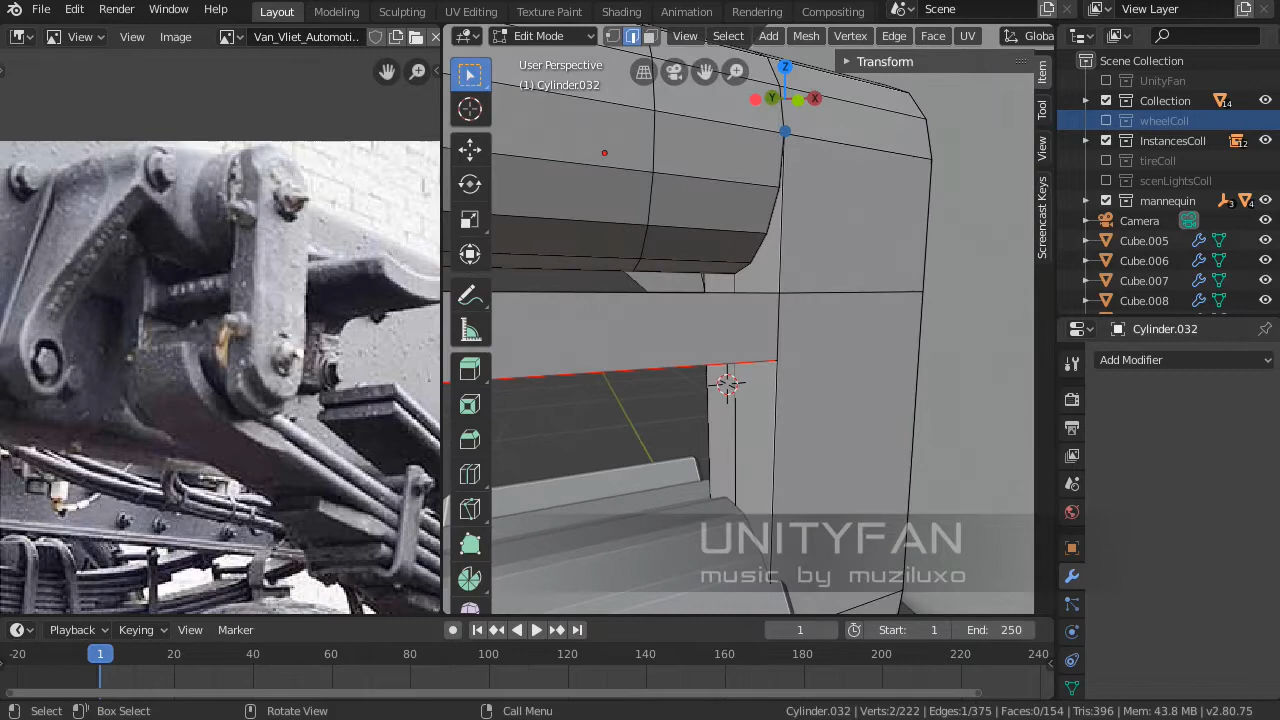 File Edit Render Window Help
Layout Modeling Sculpting UV Editing Texture Paint Shading Animation Rendering Compositing
Scene View Layer
View View Image Van_Vliet_Automot..
Edit Mode View Select Add Mesh Vertex Edge Face UV Globa
User Perspective
(1) Cylinder.032
Transform
Z
Y X
Item
Tool
View
Screencast Keys
Scene Collection
UnityFan
Collection 14
wheelColl
InstancesColl 12
tireColl
scenLightsColl
mannequin 3 4
Camera
Cube.005
Cube.006
Cube.007
Cube.008
Cylinder.032
Add Modifier
UNITYFAN
music by muziluxo
Playback Keying View Marker 1 Start: 1 End: 250
-20 1 20 40 60 80 100 120 140 160 180 200 220 240
Select Box Select Rotate View Call Menu Cylinder.032 | Verts:2/222 | Edges:1/375 | Faces:0/154 | Tris:396 | Mem: 43.8 MB | v2.80.75